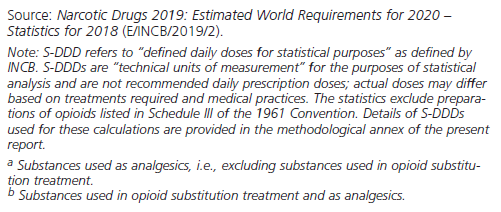 Source: Narcotic Drugs 2019: Estimated World Requirements for 2020 –
Statistics for 2018 (E/INCB/2019/2).
Note: S-DDD refers to “defined daily doses for statistical purposes” as defined by
INCB. S-DDDs are “technical units of measurement” for the purposes of statistical
analysis and are not recommended daily prescription doses; actual doses may differ
based on treatments required and medical practices. The statistics exclude prepara-
tions of opioids listed in Schedule III of the 1961 Convention. Details of S-DDDs
used for these calculations are provided in the methodological annex of the present
report.
a Substances used as analgesics, i.e., excluding substances used in opioid substitu-
tion treatment.
b Substances used in opioid substitution treatment and as analgesics.